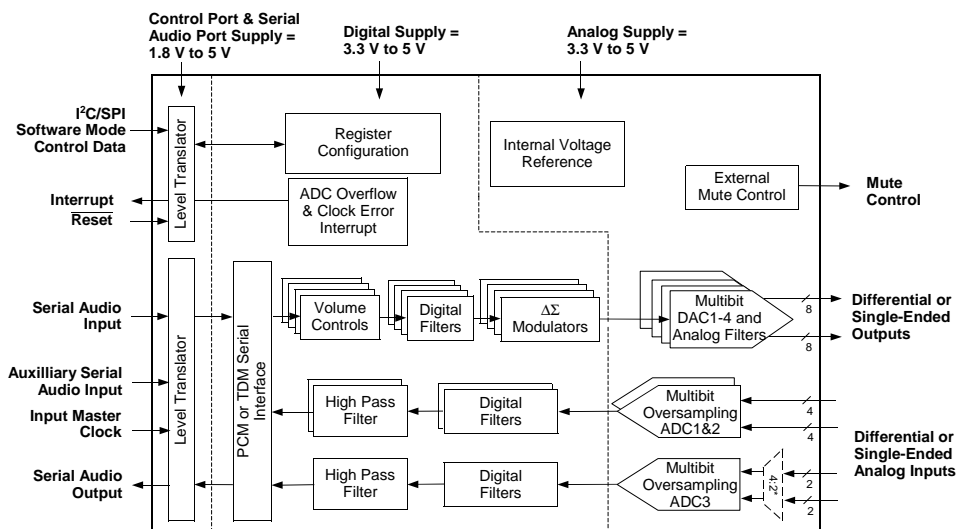 Control Port & Serial
Audio Port Supply =
1.8 V to 5 V
Digital Supply =
3.3 V to 5 V
Analog Supply =
3.3 V to 5 V
I²C/SPI
Software Mode
Control Data
Interrupt
Reset
Level Translator
Register
Configuration
ADC Overflow
& Clock Error
Interrupt
Internal Voltage
Reference
External
Mute Control
Mute
Control
Serial Audio
Input
Auxilliary Serial
Audio Input
Input Master
Clock
Serial Audio
Output
Level Translator
PCM or TDM Serial
Interface
Volume
Controls
Digital
Filters
ΔΣ
Modulators
Multibit
DAC1-4 and
Analog Filters
8
8
Differential or
Single-Ended
Outputs
High Pass
Filter
Digital
Filters
Multibit
Oversampling
ADC1&2
4
4
High Pass
Filter
Digital
Filters
Multibit
Oversampling
ADC3
4:2*
2
2
Differential or
Single-Ended
Analog Inputs